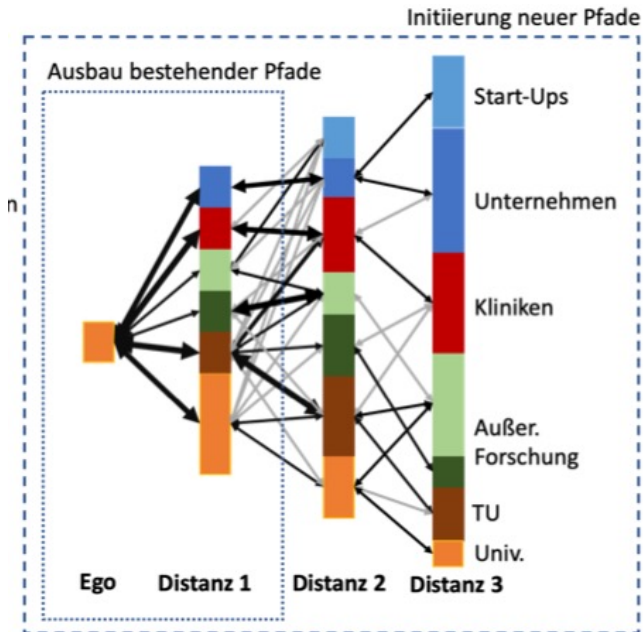 Initiierung neuer Pfade
Ausbau bestehender Pfade
n
Start-Ups
Unternehmen
Kliniken
Außer.
Forschung
TU
Univ.
Ego
Distanz 1
Distanz 2
Distanz 3